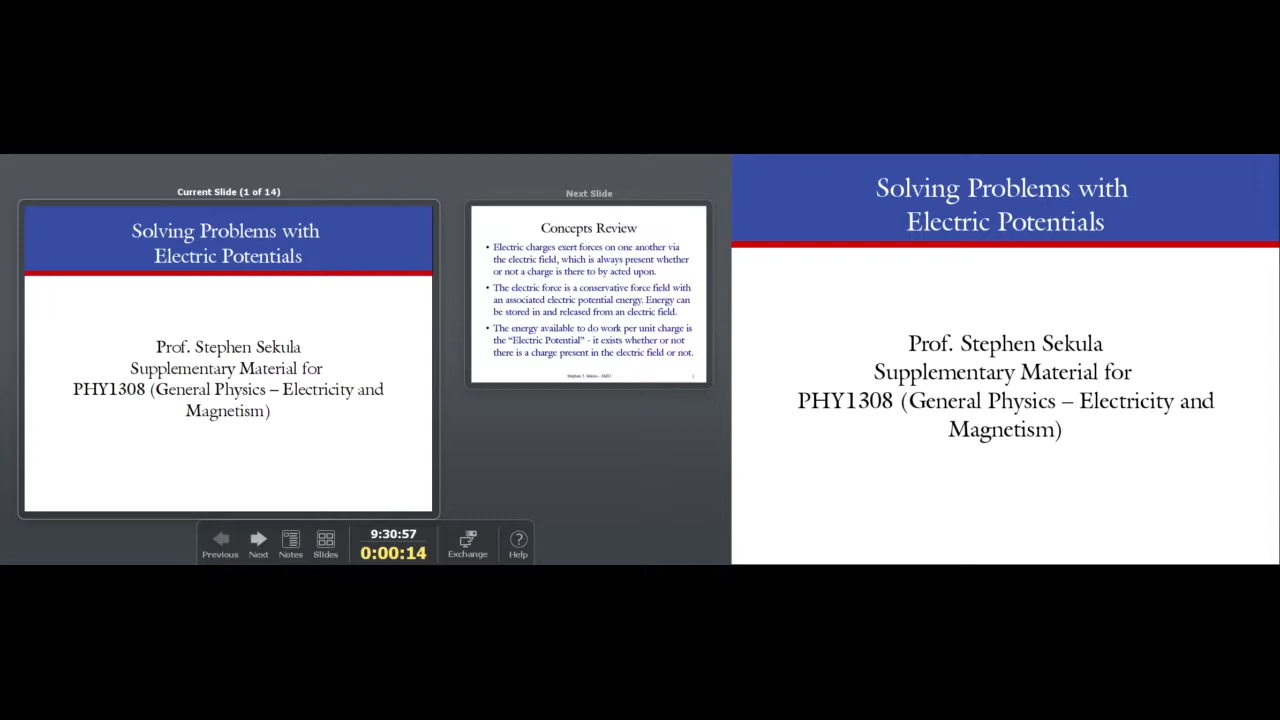 Current Slide (1 of 14)
Solving Problems with
Electric Potentials
Prof. Stephen Sekula
Supplementary Material for
PHY1308 (General Physics – Electricity and
Magnetism)
Next Slide
Concepts Review
• Electric charges exert forces on one another via
the electric field, which is always present whether
or not a charge is there to by acted upon.
• The electric force is a conservative force field with
an associated electric potential energy. Energy can
be stored in and released from an electric field.
• The energy available to do work per unit charge is
the “Electric Potential” - it exists whether or not
there is a charge present in the electric field or not.
Previous
Next
Notes
Slides
9:30:57
0:00:14
Exchange
?
Help
Solving Problems with
Electric Potentials
Prof. Stephen Sekula
Supplementary Material for
PHY1308 (General Physics – Electricity and
Magnetism)